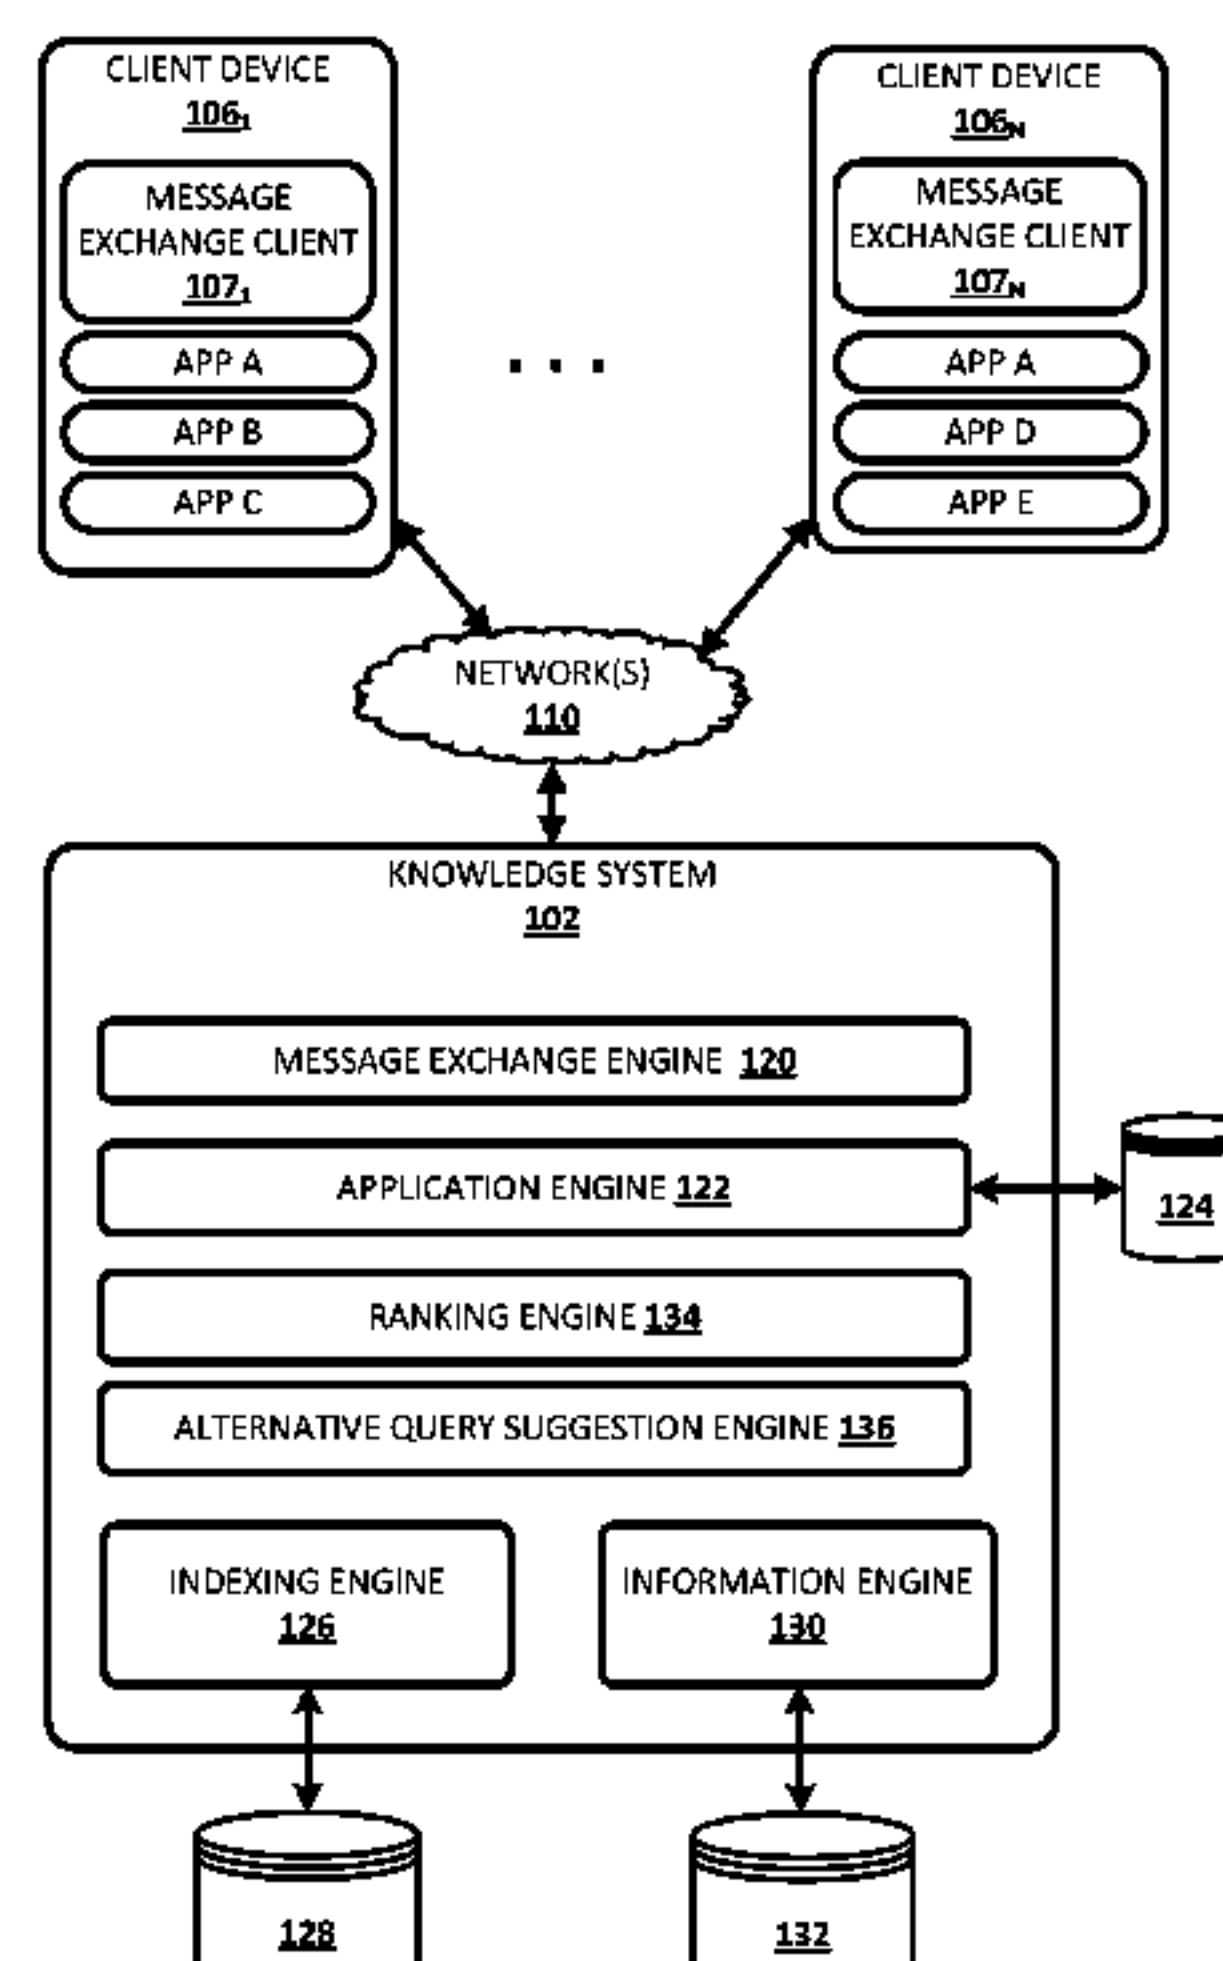 CLIENT DEVICE
106₁
MESSAGE
EXCHANGE CLIENT
107₁
APP A
APP B
APP C
. . .
CLIENT DEVICE
106N
MESSAGE
EXCHANGE CLIENT
107N
APP A
APP D
APP E
NETWORK(S)
110
KNOWLEDGE SYSTEM
102
MESSAGE EXCHANGE ENGINE 120
APPLICATION ENGINE 122
124
RANKING ENGINE 134
ALTERNATIVE QUERY SUGGESTION ENGINE 136
INDEXING ENGINE
126
INFORMATION ENGINE
130
128
132